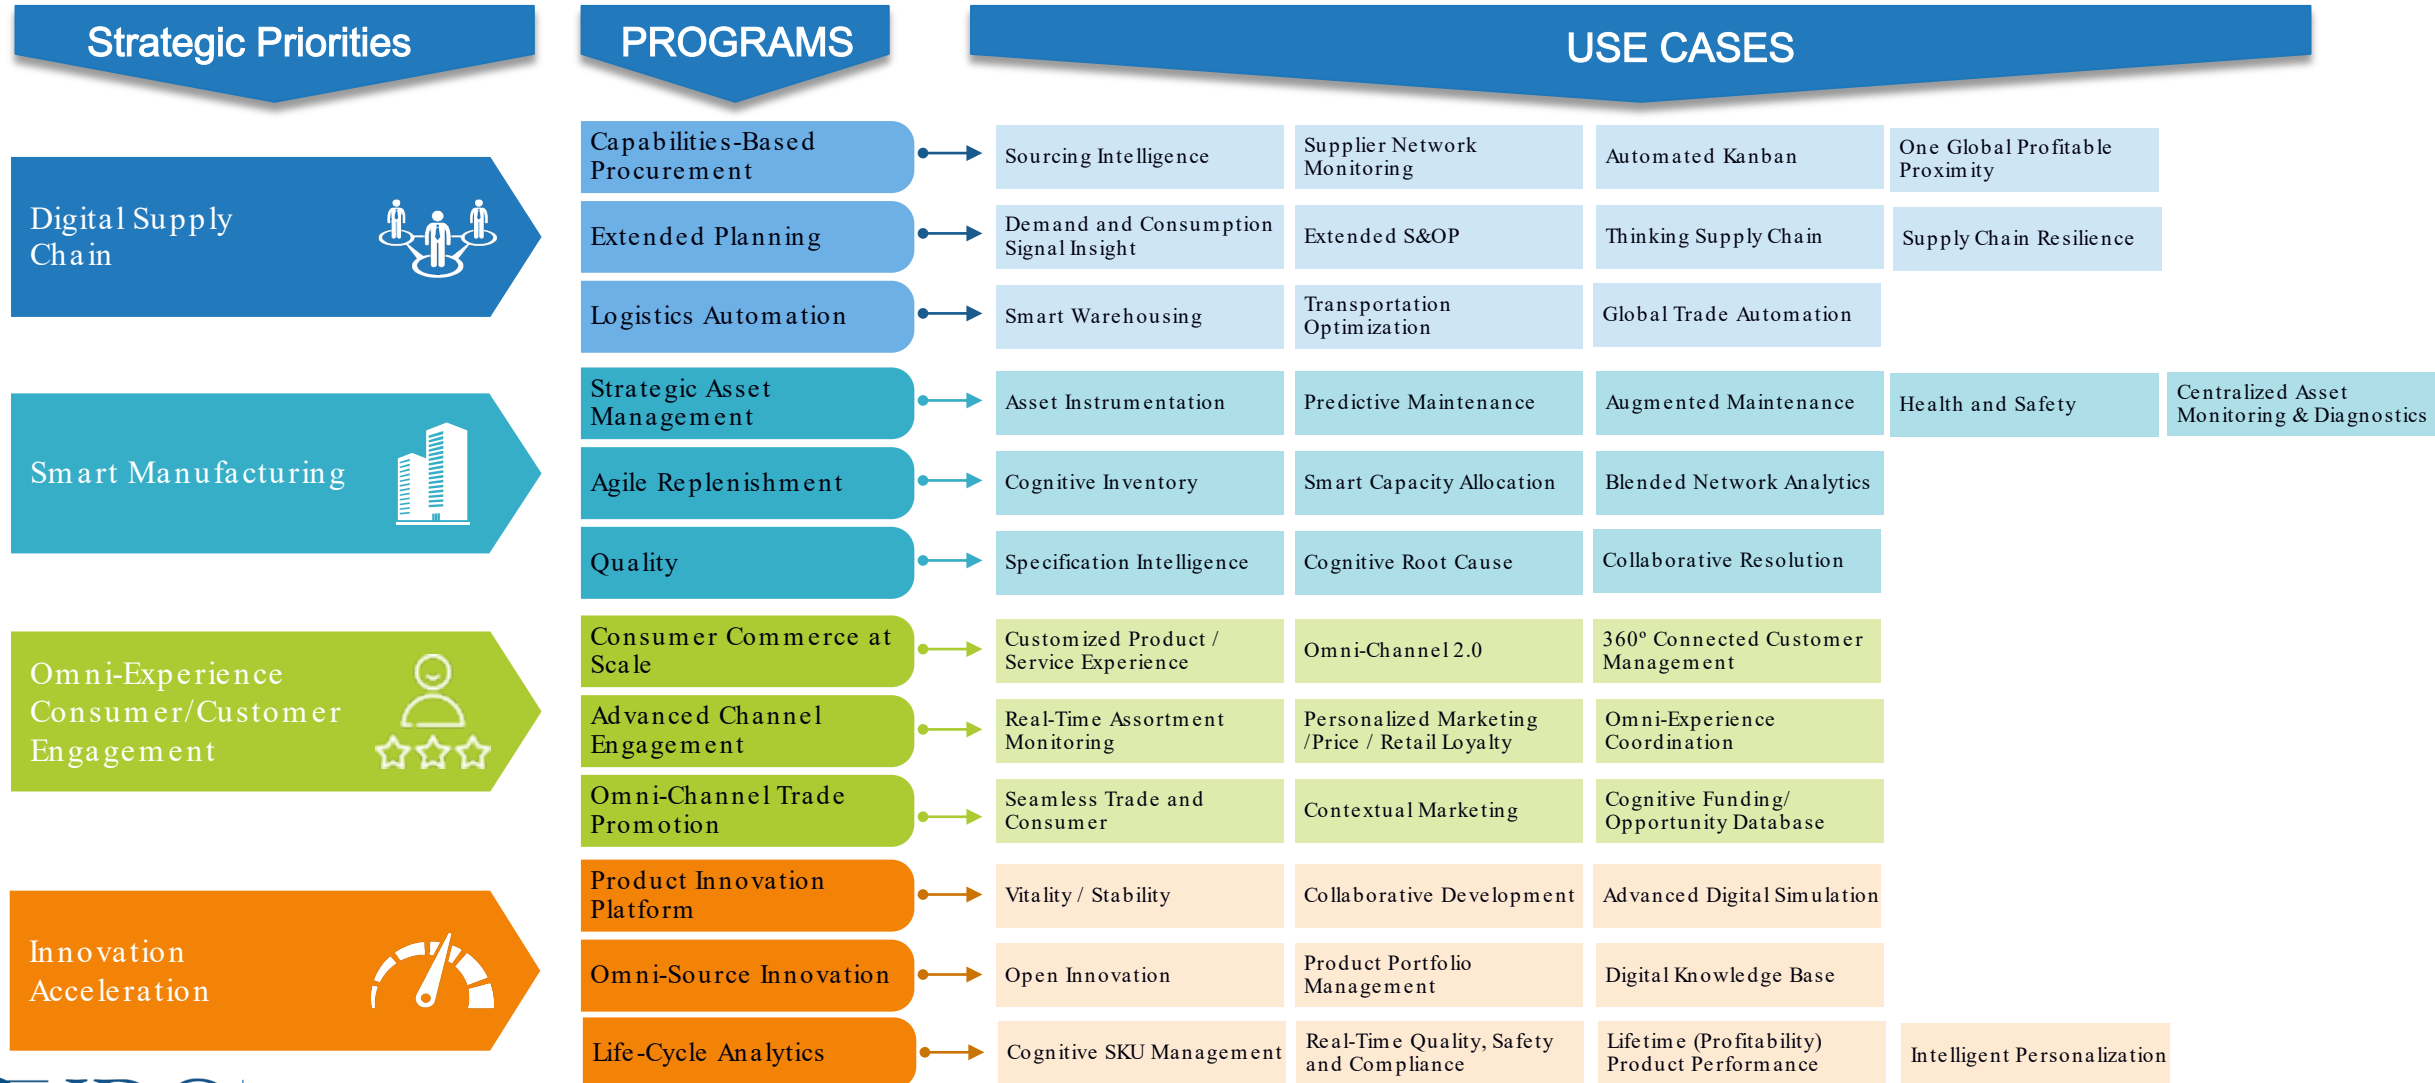 Strategic Priorities
PROGRAMS
USE CASES
Digital Supply
Chain
Capabilities-Based
Procurement
Sourcing Intelligence
Supplier Network
Monitoring
Automated Kanban
One Global Profitable
Proximity
Extended Planning
Demand and Consumption
Signal Insight
Extended S&OP
Thinking Supply Chain
Supply Chain Resilience
Logistics Automation
Smart Warehousing
Transportation
Optimization
Global Trade Automation
Smart Manufacturing
Strategic Asset
Management
Asset Instrumentation
Predictive Maintenance
Augmented Maintenance
Health and Safety
Centralized Asset
Monitoring & Diagnostics
Agile Replenishment
Cognitive Inventory
Smart Capacity Allocation
Blended Network Analytics
Quality
Specification Intelligence
Cognitive Root Cause
Collaborative Resolution
Omni-Experience
Consumer/Customer
Engagement
Consumer Commerce at
Scale
Customized Product /
Service Experience
Omni-Channel 2.0
360º Connected Customer
Management
Advanced Channel
Engagement
Real-Time Assortment
Monitoring
Personalized Marketing
/Price / Retail Loyalty
Omni-Experience
Coordination
Omni-Channel Trade
Promotion
Seamless Trade and
Consumer
Contextual Marketing
Cognitive Funding/
Opportunity Database
Innovation
Acceleration
Product Innovation
Platform
Vitality / Stability
Collaborative Development
Advanced Digital Simulation
Omni-Source Innovation
Open Innovation
Product Portfolio
Management
Digital Knowledge Base
Life-Cycle Analytics
Cognitive SKU Management
Real-Time Quality, Safety
and Compliance
Lifetime (Profitability)
Product Performance
Intelligent Personalization